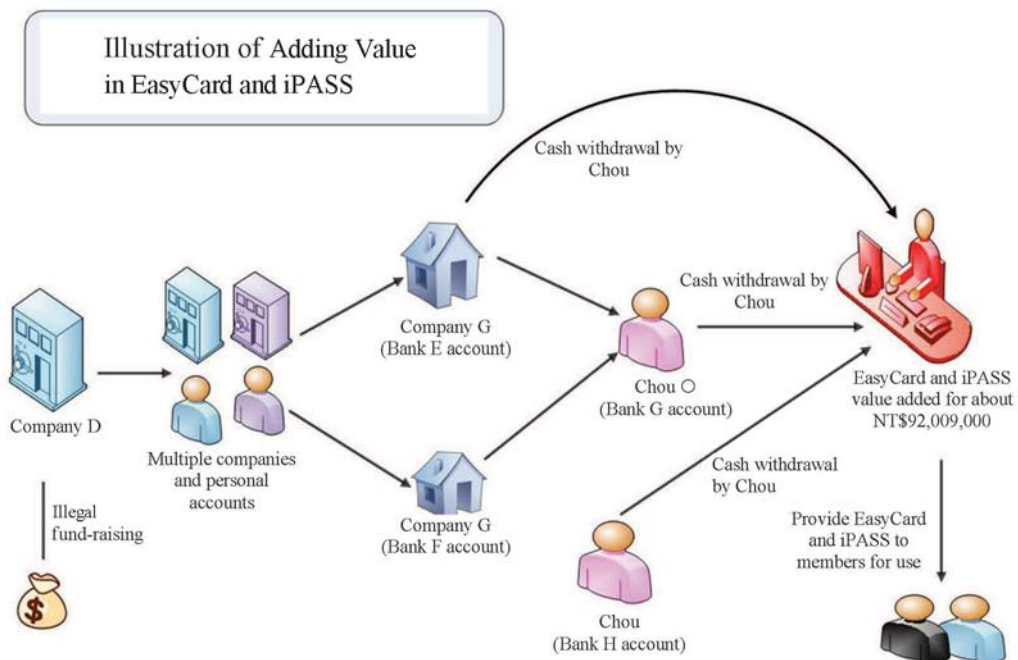 Illustration of Adding Value
in EasyCard and iPASS
Cash withdrawal by
Chou
Company G
(Bank E account)
Cash withdrawal by
Chou
Company D
Multiple companies
and personal
accounts
Chou O
(Bank G account)
EasyCard and iPASS
value added for about
NT$92,009,000
Illegal
fund-raising
$
Company G
(Bank F account)
Cash withdrawal
by Chou
Provide EasyCard
and iPASS to
members for use
Chou
(Bank H account)